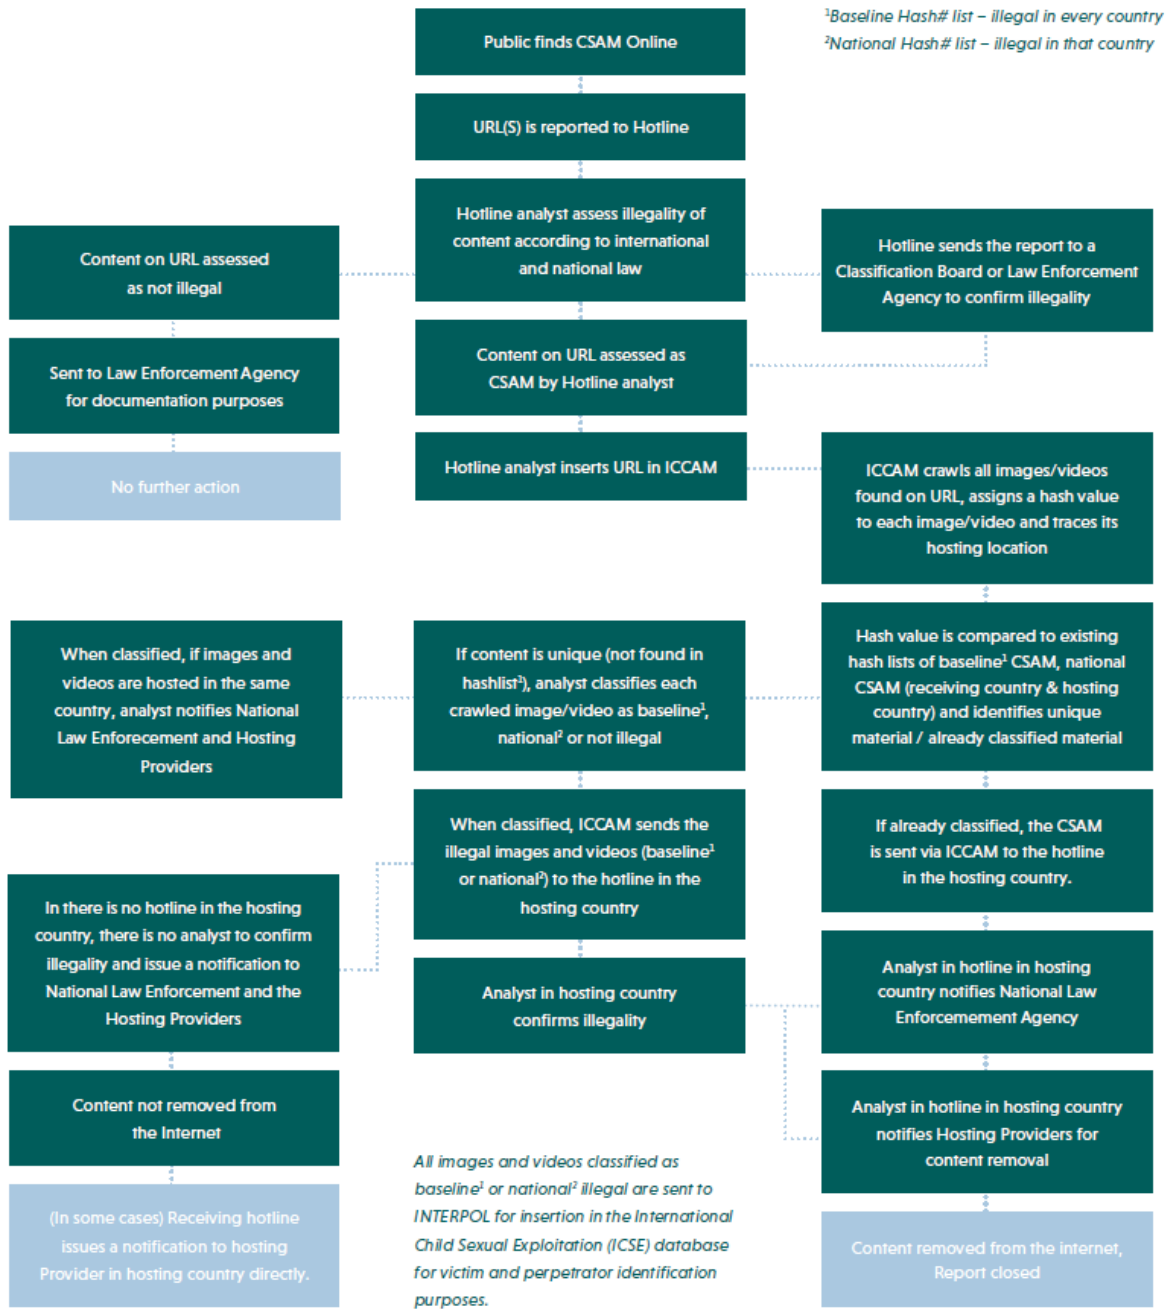 Public finds CSAM Online
¹Baseline Hash# list – illegal in every country
²National Hash# list – illegal in that country
URL(S) is reported to Hotline
Hotline analyst assess illegality of
content according to international
and national law
Content on URL assessed
as not illegal
Hotline sends the report to a
Classification Board or Law Enforcement
Agency to confirm illegality
Sent to Law Enforcement Agency
for documentation purposes
Content on URL assessed as
CSAM by Hotline analyst
No further action
Hotline analyst inserts URL in ICCAM
ICCAM crawls all images/videos
found on URL, assigns a hash value
to each image/video and traces its
hosting location
When classified, if images and
videos are hosted in the same
country, analyst notifies National
Law Enforecement and Hosting
Providers
If content is unique (not found in
hashlist¹), analyst classifies each
crawled image/video as baseline¹,
national² or not illegal
Hash value is compared to existing
hash lists of baseline¹ CSAM, national
CSAM (receiving country & hosting
country) and identifies unique
material / already classified material
When classified, ICCAM sends the
illegal images and videos (baseline¹
or national²) to the hotline in the
hosting country
If already classified, the CSAM
is sent via ICCAM to the hotline
in the hosting country.
In there is no hotline in the hosting
country, there is no analyst to confirm
illegality and issue a notification to
National Law Enforcement and the
Hosting Providers
Analyst in hosting country
confirms illegality
Analyst in hotline in hosting
country notifies National Law
Enforcemement Agency
Content not removed from
the Internet
Analyst in hotline in hosting country
notifies Hosting Providers for
content removal
(In some cases) Receiving hotline
issues a notification to hosting
Provider in hosting country directly.
All images and videos classified as
baseline¹ or national² illegal are sent to
INTERPOL for insertion in the International
Child Sexual Exploitation (ICSE) database
for victim and perpetrator identification
purposes.
Content removed from the internet,
Report closed